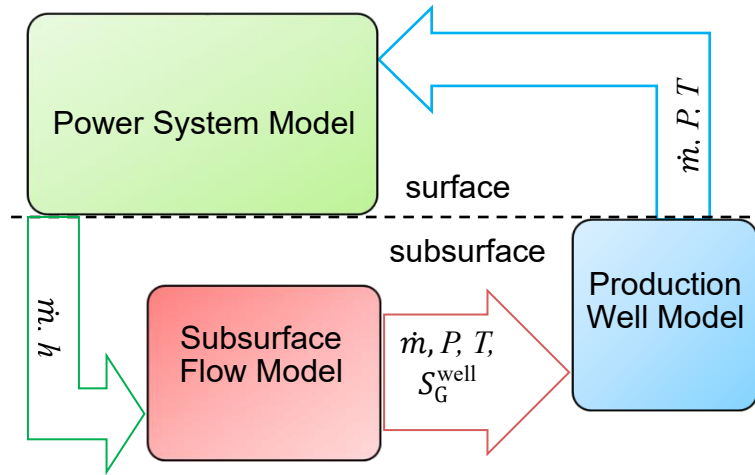 Power System Model
ṁ, P, T
surface
subsurface
Production
Well Model
ṁ. h
Subsurface
Flow Model
ṁ, P, T,
S_G^well